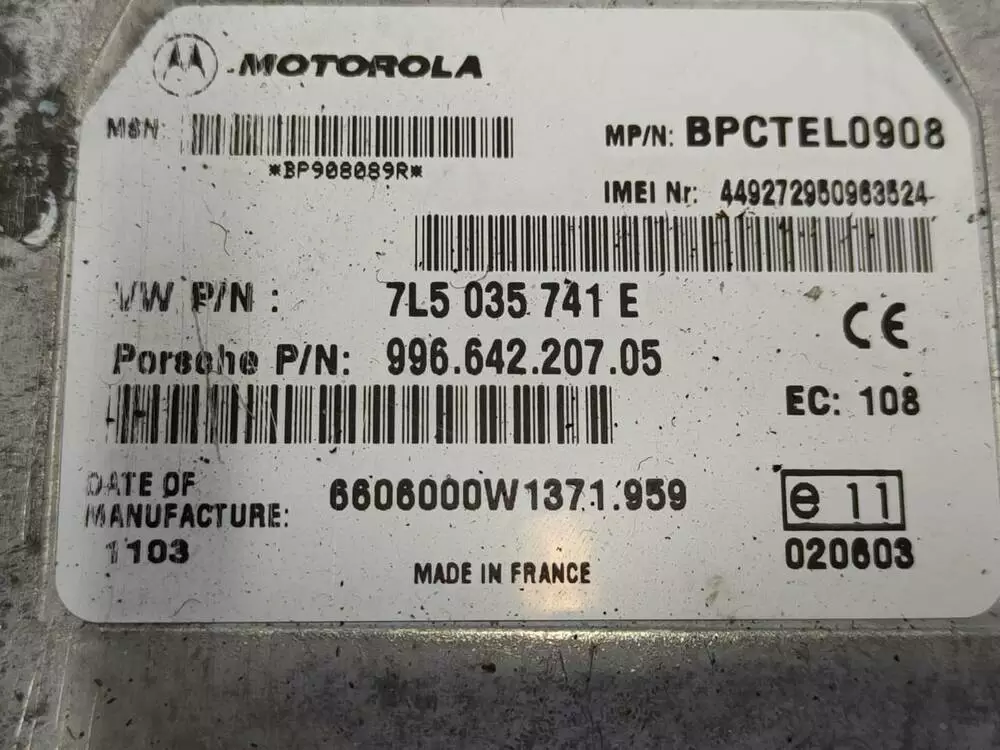 MOTOROLA
MSN:
*BP908089R*
MP/N: BPCTEL0908
IMEI Nr: 449272950963524
VW P/N : 7L5 035 741 E
Porsche P/N: 996.642.207.05
CE
EC: 108
DATE OF
MANUFACTURE:
1103
6606000W1371.959
e 11
020603
MADE IN FRANCE